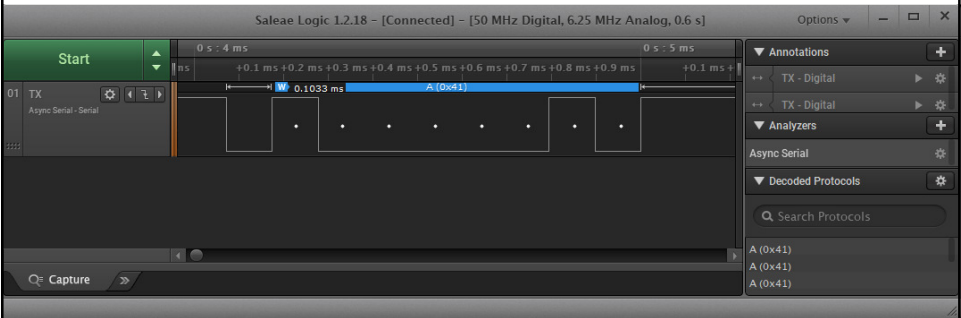 Saleae Logic 1.2.18 - [Connected] - [50 MHz Digital, 6.25 MHz Analog, 0.6 s]
Options
Start
0 s : 4 ms
0 s : 5 ms
ms
+0.1 ms
+0.2 ms
+0.3 ms
+0.4 ms
+0.5 ms
+0.6 ms
+0.7 ms
+0.8 ms
+0.9 ms
+0.1 ms
01
TX
Async Serial - Serial
W
0.1033 ms
A (0x41)
Annotations
TX - Digital
TX - Digital
Analyzers
Async Serial
Decoded Protocols
Search Protocols
A (0x41)
A (0x41)
A (0x41)
Capture